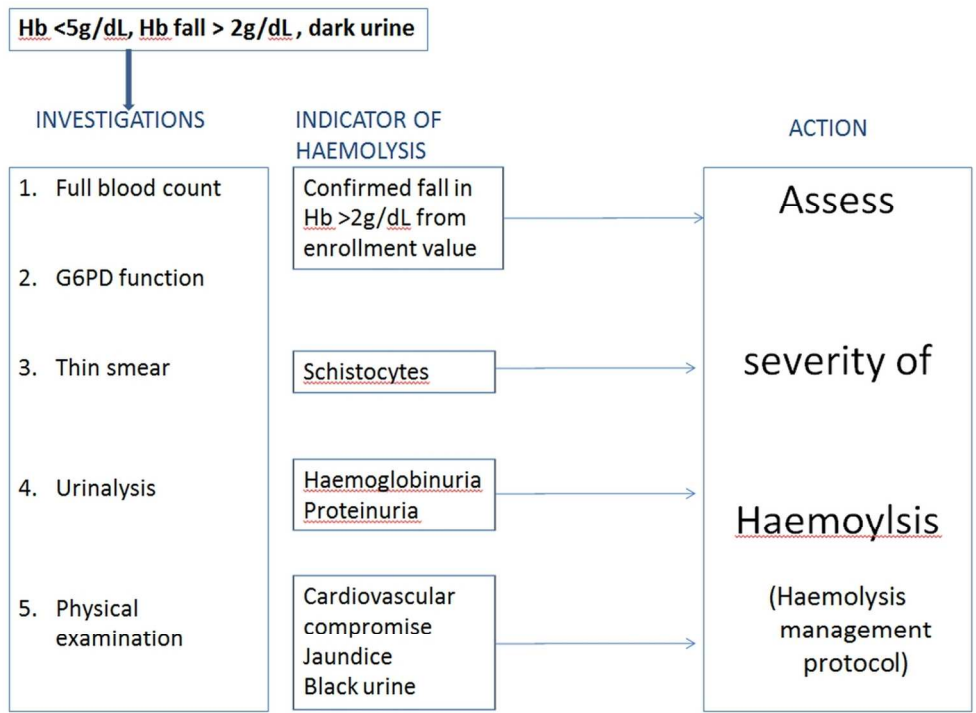 Hb <5g/dL, Hb fall > 2g/dL , dark urine
INVESTIGATIONS
INDICATOR OF
HAEMOLYSIS
ACTION
1. Full blood count
2. G6PD function
3. Thin smear
4. Urinalysis
5. Physical
examination
Confirmed fall in
Hb >2g/dL from
enrollment value
Schistocytes
Haemoglobinuria
Proteinuria
Cardiovascular
compromise
Jaundice
Black urine
Assess
severity of
Haemoylsis
(Haemolysis
management
protocol)